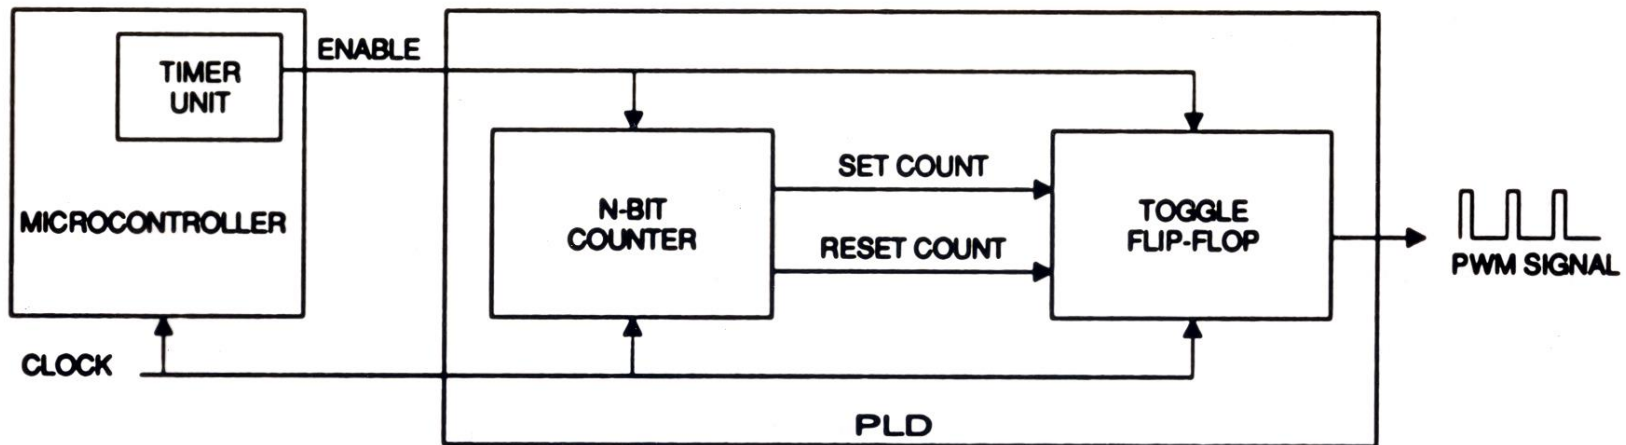 ENABLE
TIMER
UNIT
MICROCONTROLLER
CLOCK
N-BIT
COUNTER
SET COUNT
RESET COUNT
TOGGLE
FLIP-FLOP
PWM SIGNAL
PLD